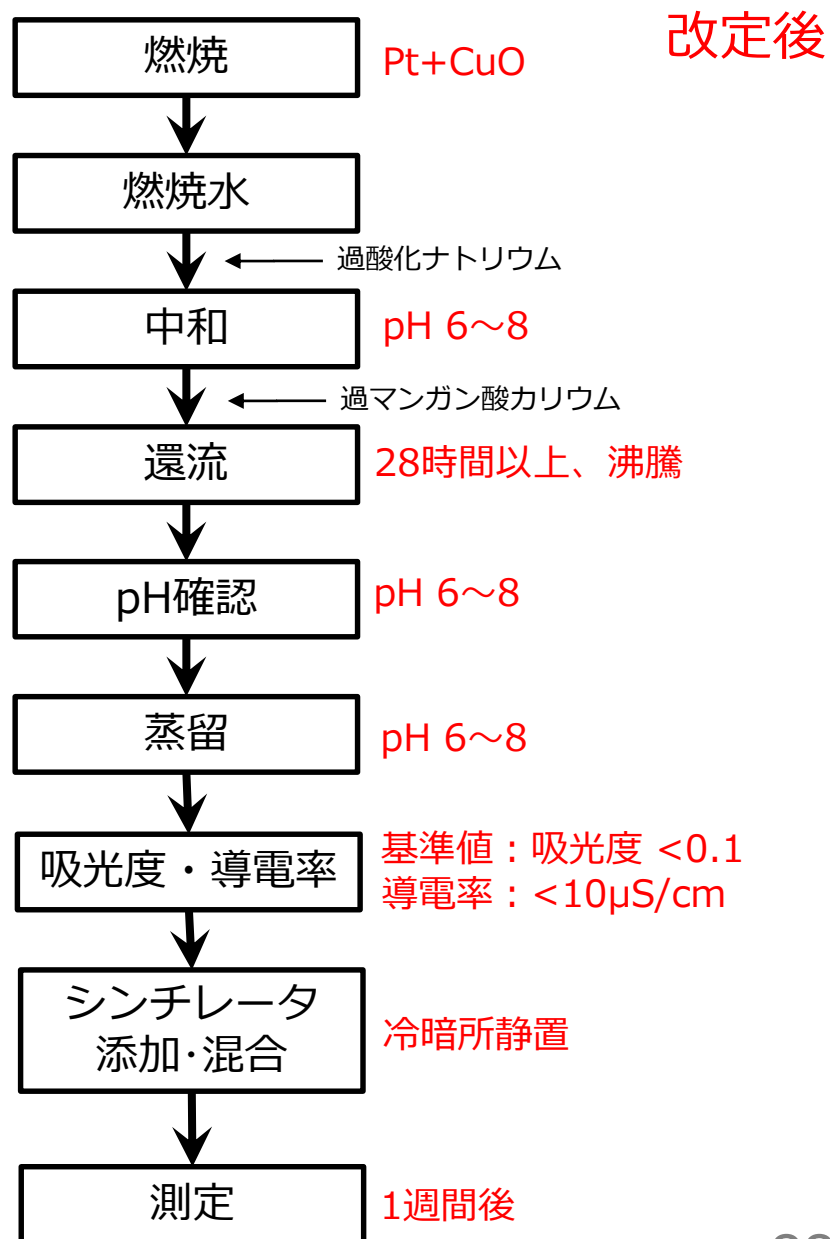 改定後
燃焼
Pt+CuO
燃焼水
過酸化ナトリウム
中和
pH 6～8
過マンガン酸カリウム
還流
28時間以上、沸騰
pH確認
pH 6～8
蒸留
pH 6～8
吸光度・導電率
基準値：吸光度 <0.1
導電率：<10μS/cm
シンチレータ
添加･混合
冷暗所静置
測定
1週間後